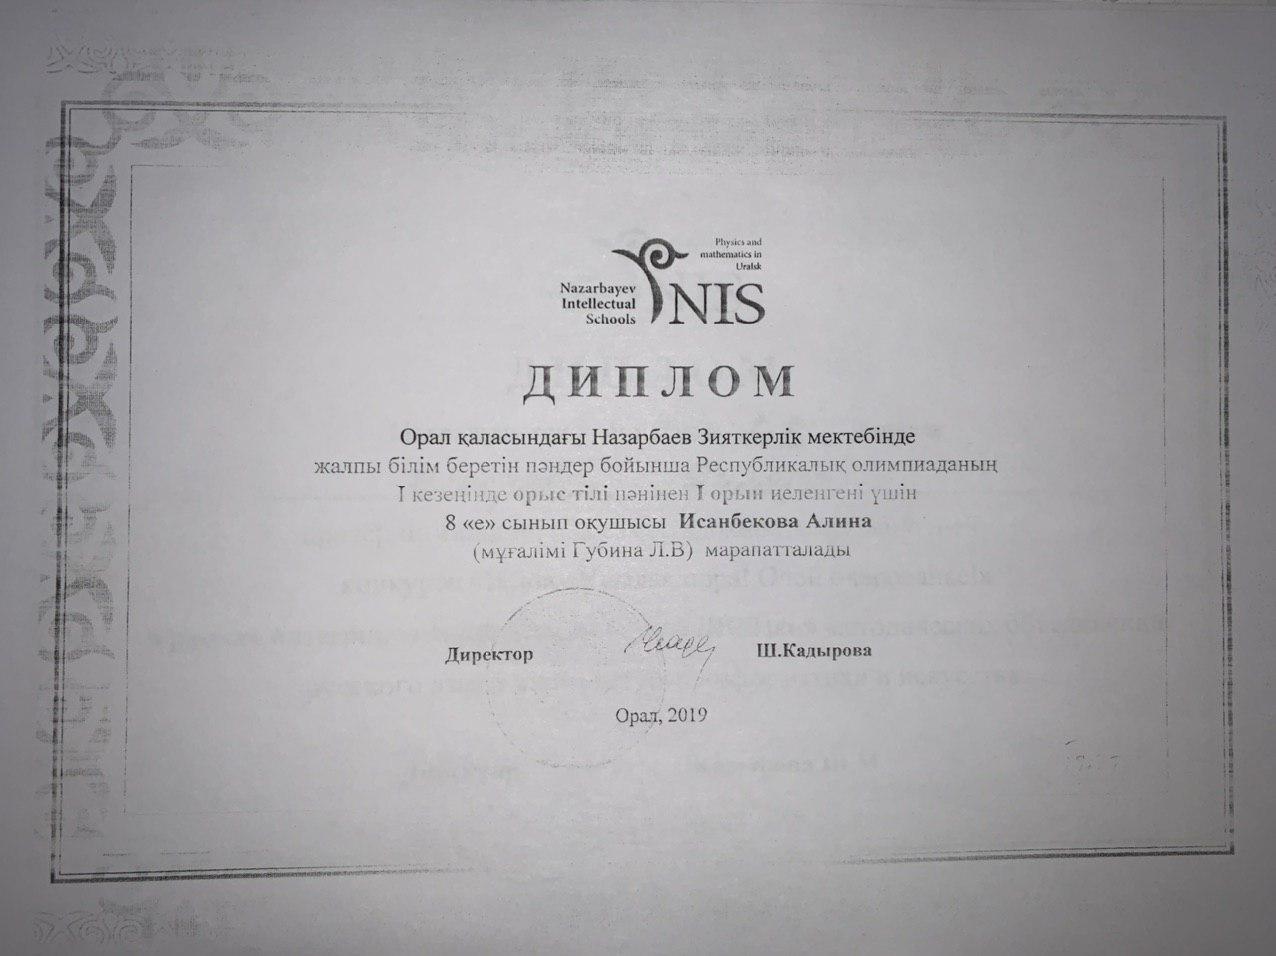 Physics and
mathematics in
Uralsk
Nazarbayev
Intellectual
Schools
NIS
ДИПЛОМ
Орал қаласындағы Назарбаев Зияткерлік мектебінде
жалпы білім беретін пәндер бойынша Республикалық олимпиаданың
I кезеңінде орыс тілі пәнінен I орын иеленгені үшін
8 «е» сынып оқушысы Исанбекова Алина
(мұғалімі Губина Л.В) марапатталады
Директор Ш.Кадырова
Орал, 2019